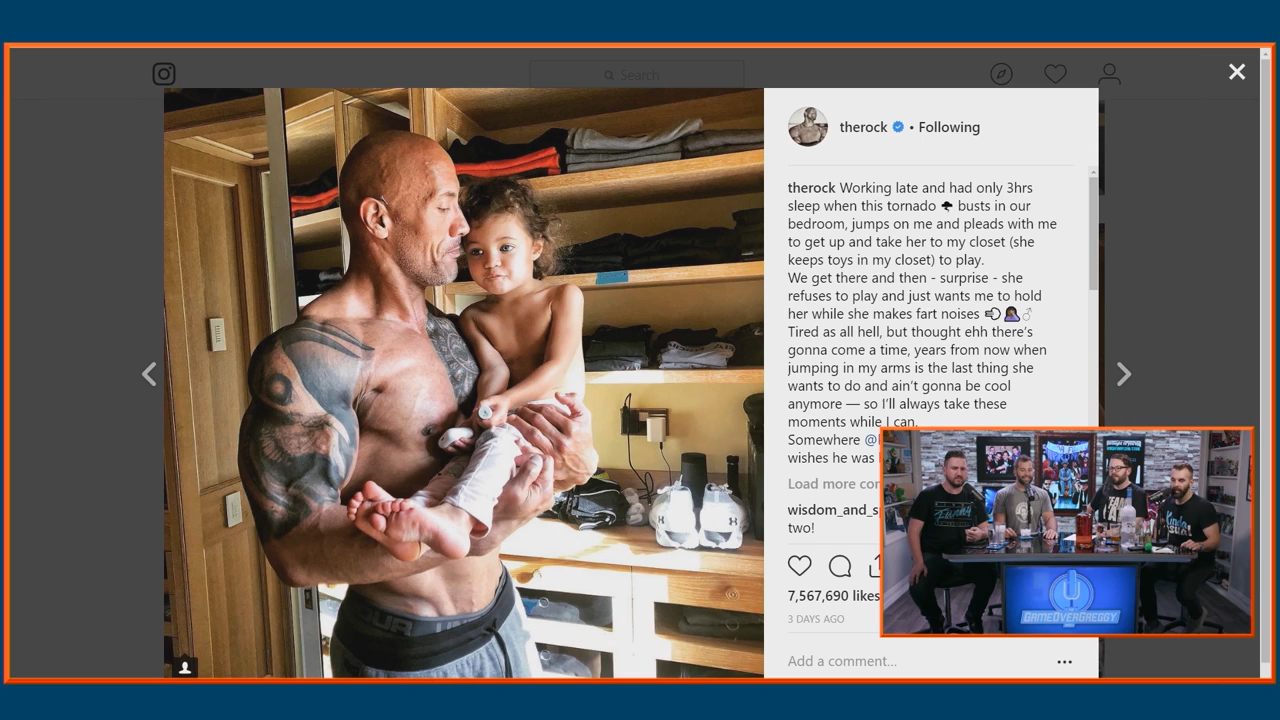 Search
therock • Following
therock Working late and had only 3hrs
sleep when this tornado 🌪 busts in our
bedroom, jumps on me and pleads with me
to get up and take her to my closet (she
keeps toys in my closet) to play.
We get there and then - surprise - she
refuses to play and just wants me to hold
her while she makes fart noises 💨🤦🏾♂
Tired as all hell, but thought ehh there's
gonna come a time, years from now when
jumping in my arms is the last thing she
wants to do and ain't gonna be cool
anymore — so I'll always take these
moments while I can.
Somewhere
wishes he was
Load more
two!
7,567,690 likes
3 DAYS AGO
Add a comment...
GAMEOVERGREGGY